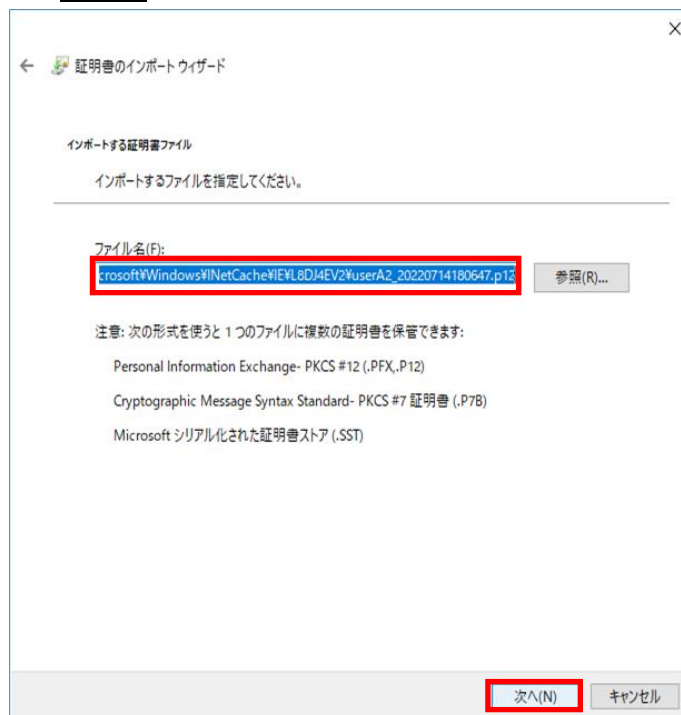 証明書のインポート ウィザード
インポートする証明書ファイル
インポートするファイルを指定してください。
ファイル名(F):
crosoft¥Windows¥INetCache¥IE¥L8DJ4EV2¥userA2_20220714180647.p12
参照(R)...
注意: 次の形式を使うと 1 つのファイルに複数の証明書を保管できます:
Personal Information Exchange- PKCS #12 (.PFX,.P12)
Cryptographic Message Syntax Standard- PKCS #7 証明書 (.P7B)
Microsoft シリアル化された証明書ストア (.SST)
次へ(N)
キャンセル